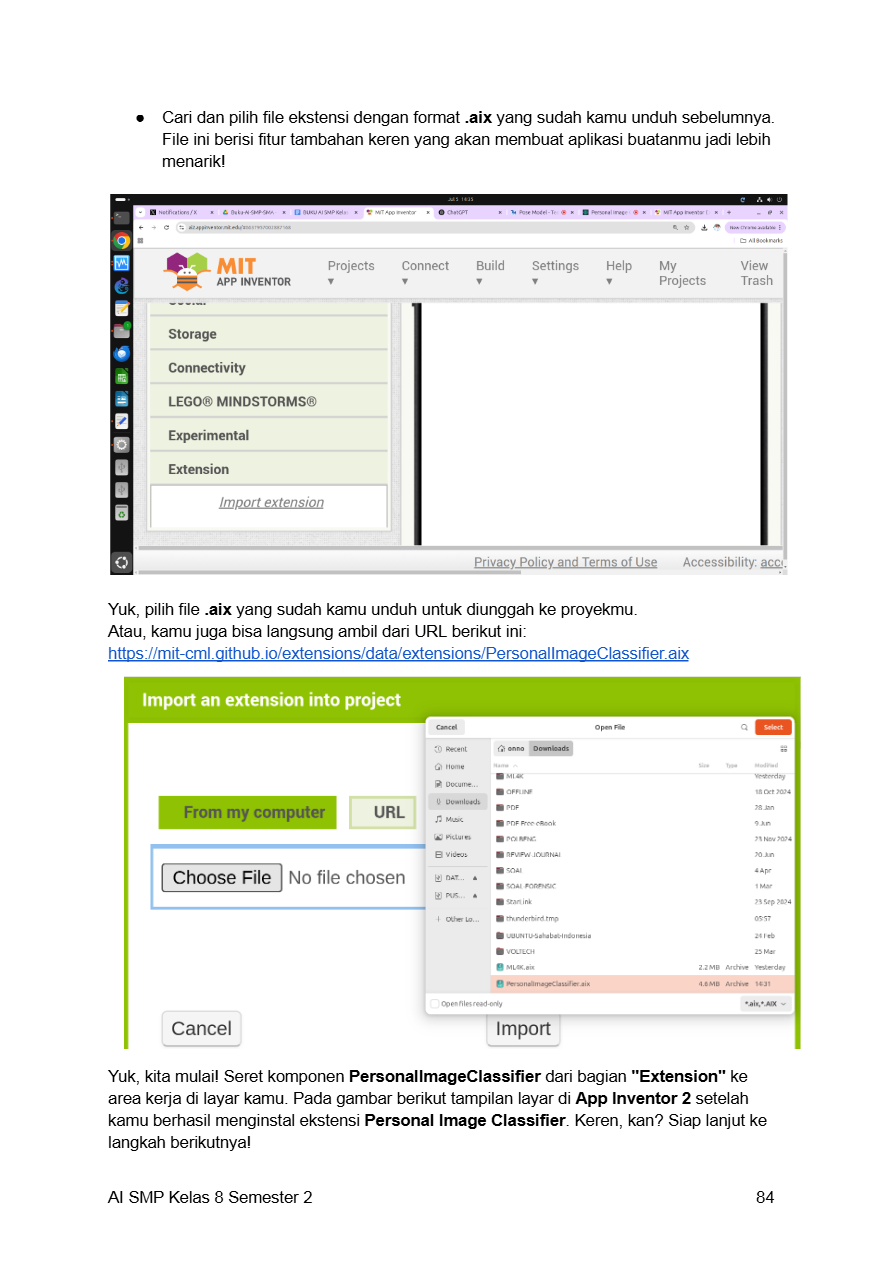 ● Cari dan pilih file ekstensi dengan format .aix yang sudah kamu unduh sebelumnya.
File ini berisi fitur tambahan keren yang akan membuat aplikasi buatanmu jadi lebih
menarik!
Jul 5 14:35
Notifications / X
Buku-AI-SMP-SMA
BUKU AI SMP Kelas
MIT App Inventor
ChatGPT
Pose Model - Te
Personal Image
MIT App Inventor
New Chrome available
All Bookmarks
MIT
APP INVENTOR
Projects Connect Build Settings Help My Projects View Trash
Social
Storage
Connectivity
LEGO® MINDSTORMS®
Experimental
Extension
Import extension
Privacy Policy and Terms of Use Accessibility: acc
Yuk, pilih file .aix yang sudah kamu unduh untuk diunggah ke proyekmu.
Atau, kamu juga bisa langsung ambil dari URL berikut ini:
https://mit-cml.github.io/extensions/data/extensions/PersonalImageClassifier.aix
Import an extension into project
From my computer URL
Choose File No file chosen
Cancel Import
Cancel Open File Select
Recent
Home
Docume...
Downloads
Music
Pictures
Videos
DAT...
PUS...
+ Other Lo...
onno Downloads
Name Size Type Modified
ML4K Yesterday
OFFLINE 18 Oct 2024
PDF 28 Jan
PDF Free eBook 9 Jun
POLBENG 23 Nov 2024
REVIEW JOURNAL 20 Jun
SOAL 4 Apr
SOAL FORENSIC 1 Mar
StarLink 23 Sep 2024
thunderbird.tmp 05:57
UBUNTU-Sahabat-Indonesia 24 Feb
VOLTECH 25 Mar
ML4K.aix 2.2 MB Archive Yesterday
PersonalImageClassifier.aix 4.6 MB Archive 14:31
Open files read-only *.aix,*.AIX
Yuk, kita mulai! Seret komponen PersonalImageClassifier dari bagian "Extension" ke
area kerja di layar kamu. Pada gambar berikut tampilan layar di App Inventor 2 setelah
kamu berhasil menginstal ekstensi Personal Image Classifier. Keren, kan? Siap lanjut ke
langkah berikutnya!
AI SMP Kelas 8 Semester 2 84